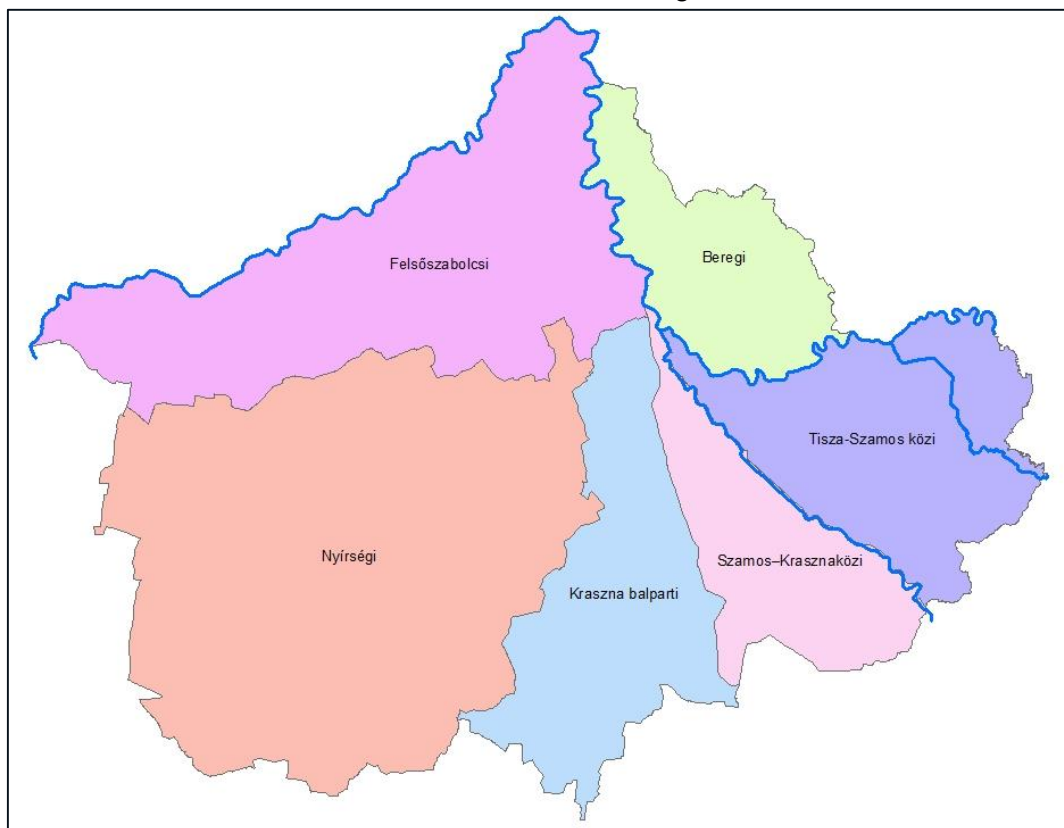 Beregi
Felsőszabolcsi
Tisza-Szamos közi
Nyírségi
Szamos–Krasznaközi
Kraszna balparti